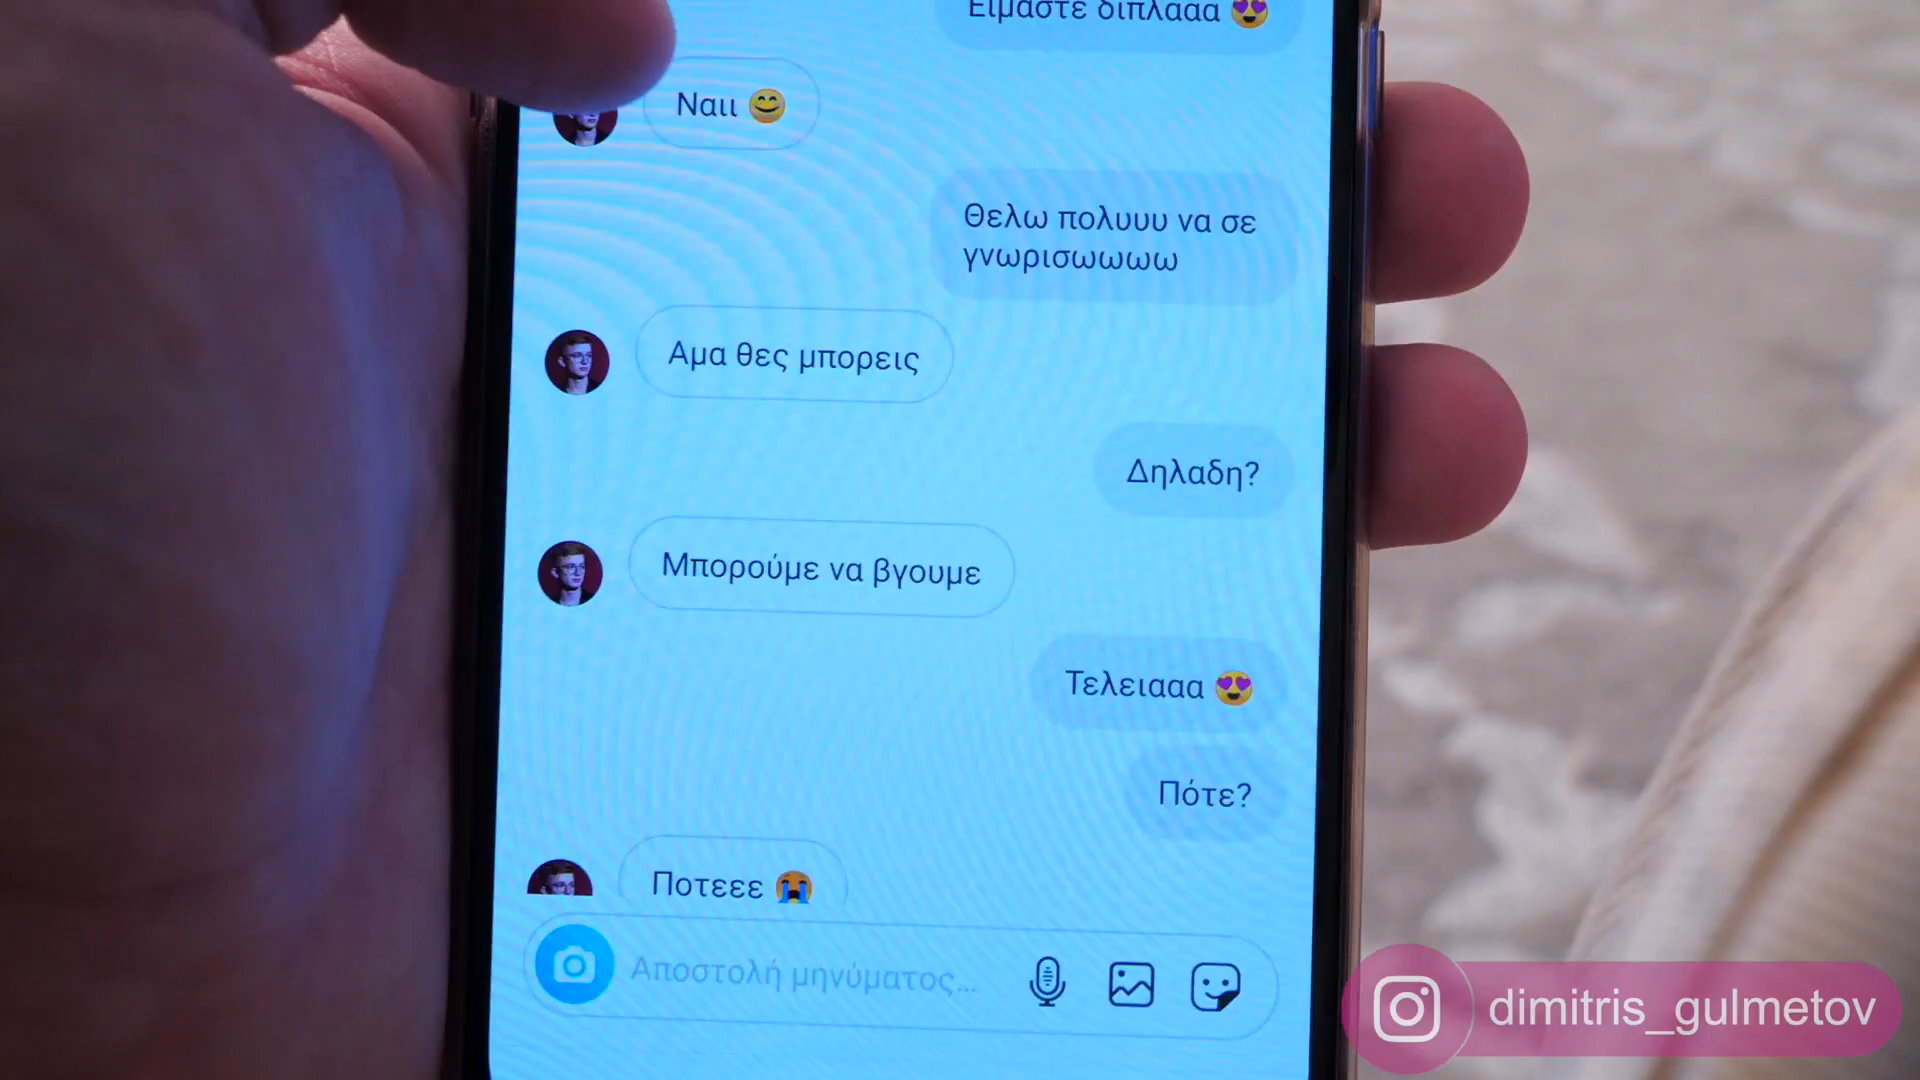 Είμαστε διπλααα 😍
Ναιι 😊
Θελω πολυυυ να σε
γνωρισωωωω
Αμα θες μπορεις
Δηλαδη?
Μπορούμε να βγουμε
Τελειααα 😍
Πότε?
Ποτεεε 😭
Αποστολή μηνύματος...
dimitris_gulmetov